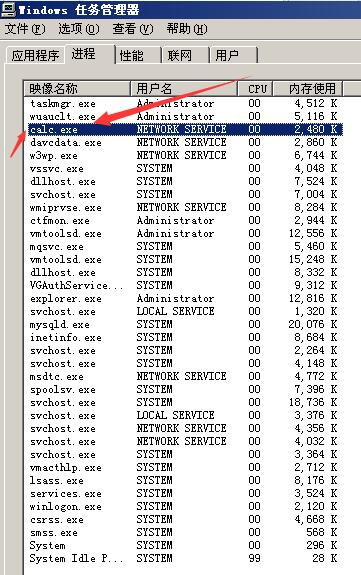 Windows 任务管理器
文件(F) 选项(O) 查看(V) 帮助(H)
应用程序 进程 性能 联网 用户
映像名称 用户名 CPU 内存使用
taskmgr.exe Administrator 00 4,512 K
wuauclt.exe Administrator 00 5,116 K
calc.exe NETWORK SERVICE 00 2,480 K
davcdata.exe NETWORK SERVICE 00 2,860 K
w3wp.exe NETWORK SERVICE 00 6,744 K
vssvc.exe SYSTEM 00 4,048 K
dllhost.exe SYSTEM 00 7,524 K
svchost.exe SYSTEM 00 7,004 K
wmiprvse.exe NETWORK SERVICE 00 8,284 K
ctfmon.exe Administrator 00 2,944 K
vmtoolsd.exe Administrator 00 12,556 K
mqsvc.exe SYSTEM 00 5,460 K
vmtoolsd.exe SYSTEM 00 15,248 K
dllhost.exe SYSTEM 00 8,332 K
VGAuthService... SYSTEM 00 9,312 K
explorer.exe Administrator 00 12,816 K
svchost.exe LOCAL SERVICE 00 1,320 K
mysqld.exe SYSTEM 00 20,076 K
inetinfo.exe SYSTEM 00 8,684 K
svchost.exe SYSTEM 00 2,264 K
svchost.exe SYSTEM 00 4,148 K
msdtc.exe NETWORK SERVICE 00 4,772 K
spoolsv.exe SYSTEM 00 7,396 K
svchost.exe SYSTEM 00 18,736 K
svchost.exe LOCAL SERVICE 00 3,376 K
svchost.exe NETWORK SERVICE 00 4,356 K
svchost.exe NETWORK SERVICE 00 4,032 K
svchost.exe SYSTEM 00 3,364 K
vmacthlp.exe SYSTEM 00 2,712 K
lsass.exe SYSTEM 00 8,176 K
services.exe SYSTEM 00 3,524 K
winlogon.exe SYSTEM 00 2,120 K
csrss.exe SYSTEM 00 4,668 K
smss.exe SYSTEM 00 568 K
System SYSTEM 00 296 K
System Idle P... SYSTEM 99 28 K